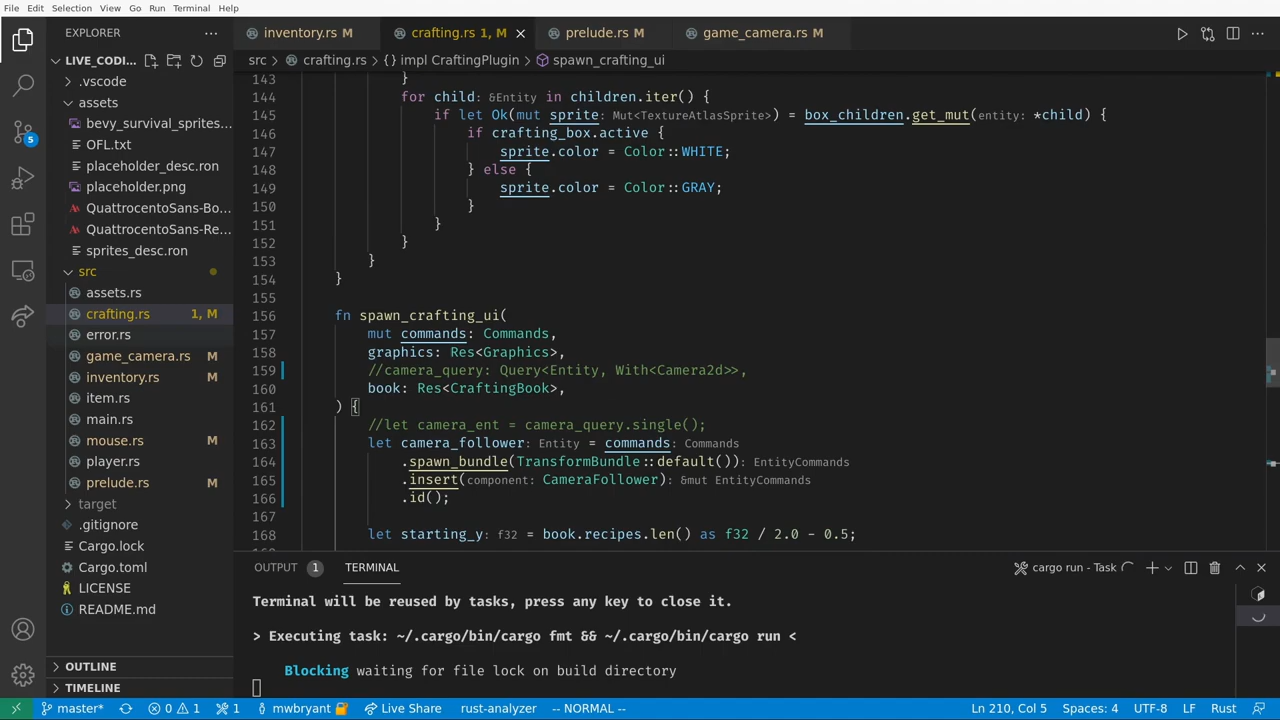 File Edit Selection View Go Run Terminal Help
EXPLORER
inventory.rs M
crafting.rs 1, M
prelude.rs M
game_camera.rs M
LIVE_CODI...
src > crafting.rs > {} impl CraftingPlugin > spawn_crafting_ui
.vscode
assets
bevy_survival_sprites...
OFL.txt
placeholder_desc.ron
placeholder.png
QuattrocentoSans-Bo...
QuattrocentoSans-Re...
sprites_desc.ron
src
assets.rs
crafting.rs 1, M
error.rs
game_camera.rs M
inventory.rs M
item.rs
main.rs
mouse.rs M
player.rs
prelude.rs M
target
.gitignore
Cargo.lock
Cargo.toml
LICENSE
README.md
OUTLINE
TIMELINE
5
143 }
144 for child: &Entity in children.iter() {
145 if let Ok(mut sprite: Mut<TextureAtlasSprite>) = box_children.get_mut(entity: *child) {
146 if crafting_box.active {
147 sprite.color = Color::WHITE;
148 } else {
149 sprite.color = Color::GRAY;
150 }
151 }
152 }
153 }
154 }
155
156 fn spawn_crafting_ui(
157 mut commands: Commands,
158 graphics: Res<Graphics>,
159 //camera_query: Query<Entity, With<Camera2d>>,
160 book: Res<CraftingBook>,
161 ) {
162 //let camera_ent = camera_query.single();
163 let camera_follower: Entity = commands: Commands
164 .spawn_bundle(TransformBundle::default()): EntityCommands
165 .insert(component: CameraFollower): &mut EntityCommands
166 .id();
167
168 let starting_y: f32 = book.recipes.len() as f32 / 2.0 - 0.5;
OUTPUT 1 TERMINAL
cargo run - Task
Terminal will be reused by tasks, press any key to close it.
> Executing task: ~/.cargo/bin/cargo fmt && ~/.cargo/bin/cargo run <
Blocking waiting for file lock on build directory
master* 0 1 1 mwbryant Live Share rust-analyzer -- NORMAL -- Ln 210, Col 5 Spaces: 4 UTF-8 LF Rust